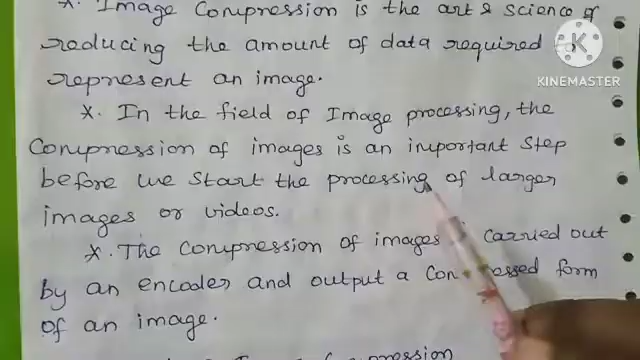 *. Image Compression is the art & science of
reducing the amount of data required
represent an image.
*. In the field of Image processing, the
Compression of images is an important step
before we start the processing of larger
images or videos.
*. The compression of images carried out
by an encoder and output a form
of an image.
Compression
K
KINEMASTER